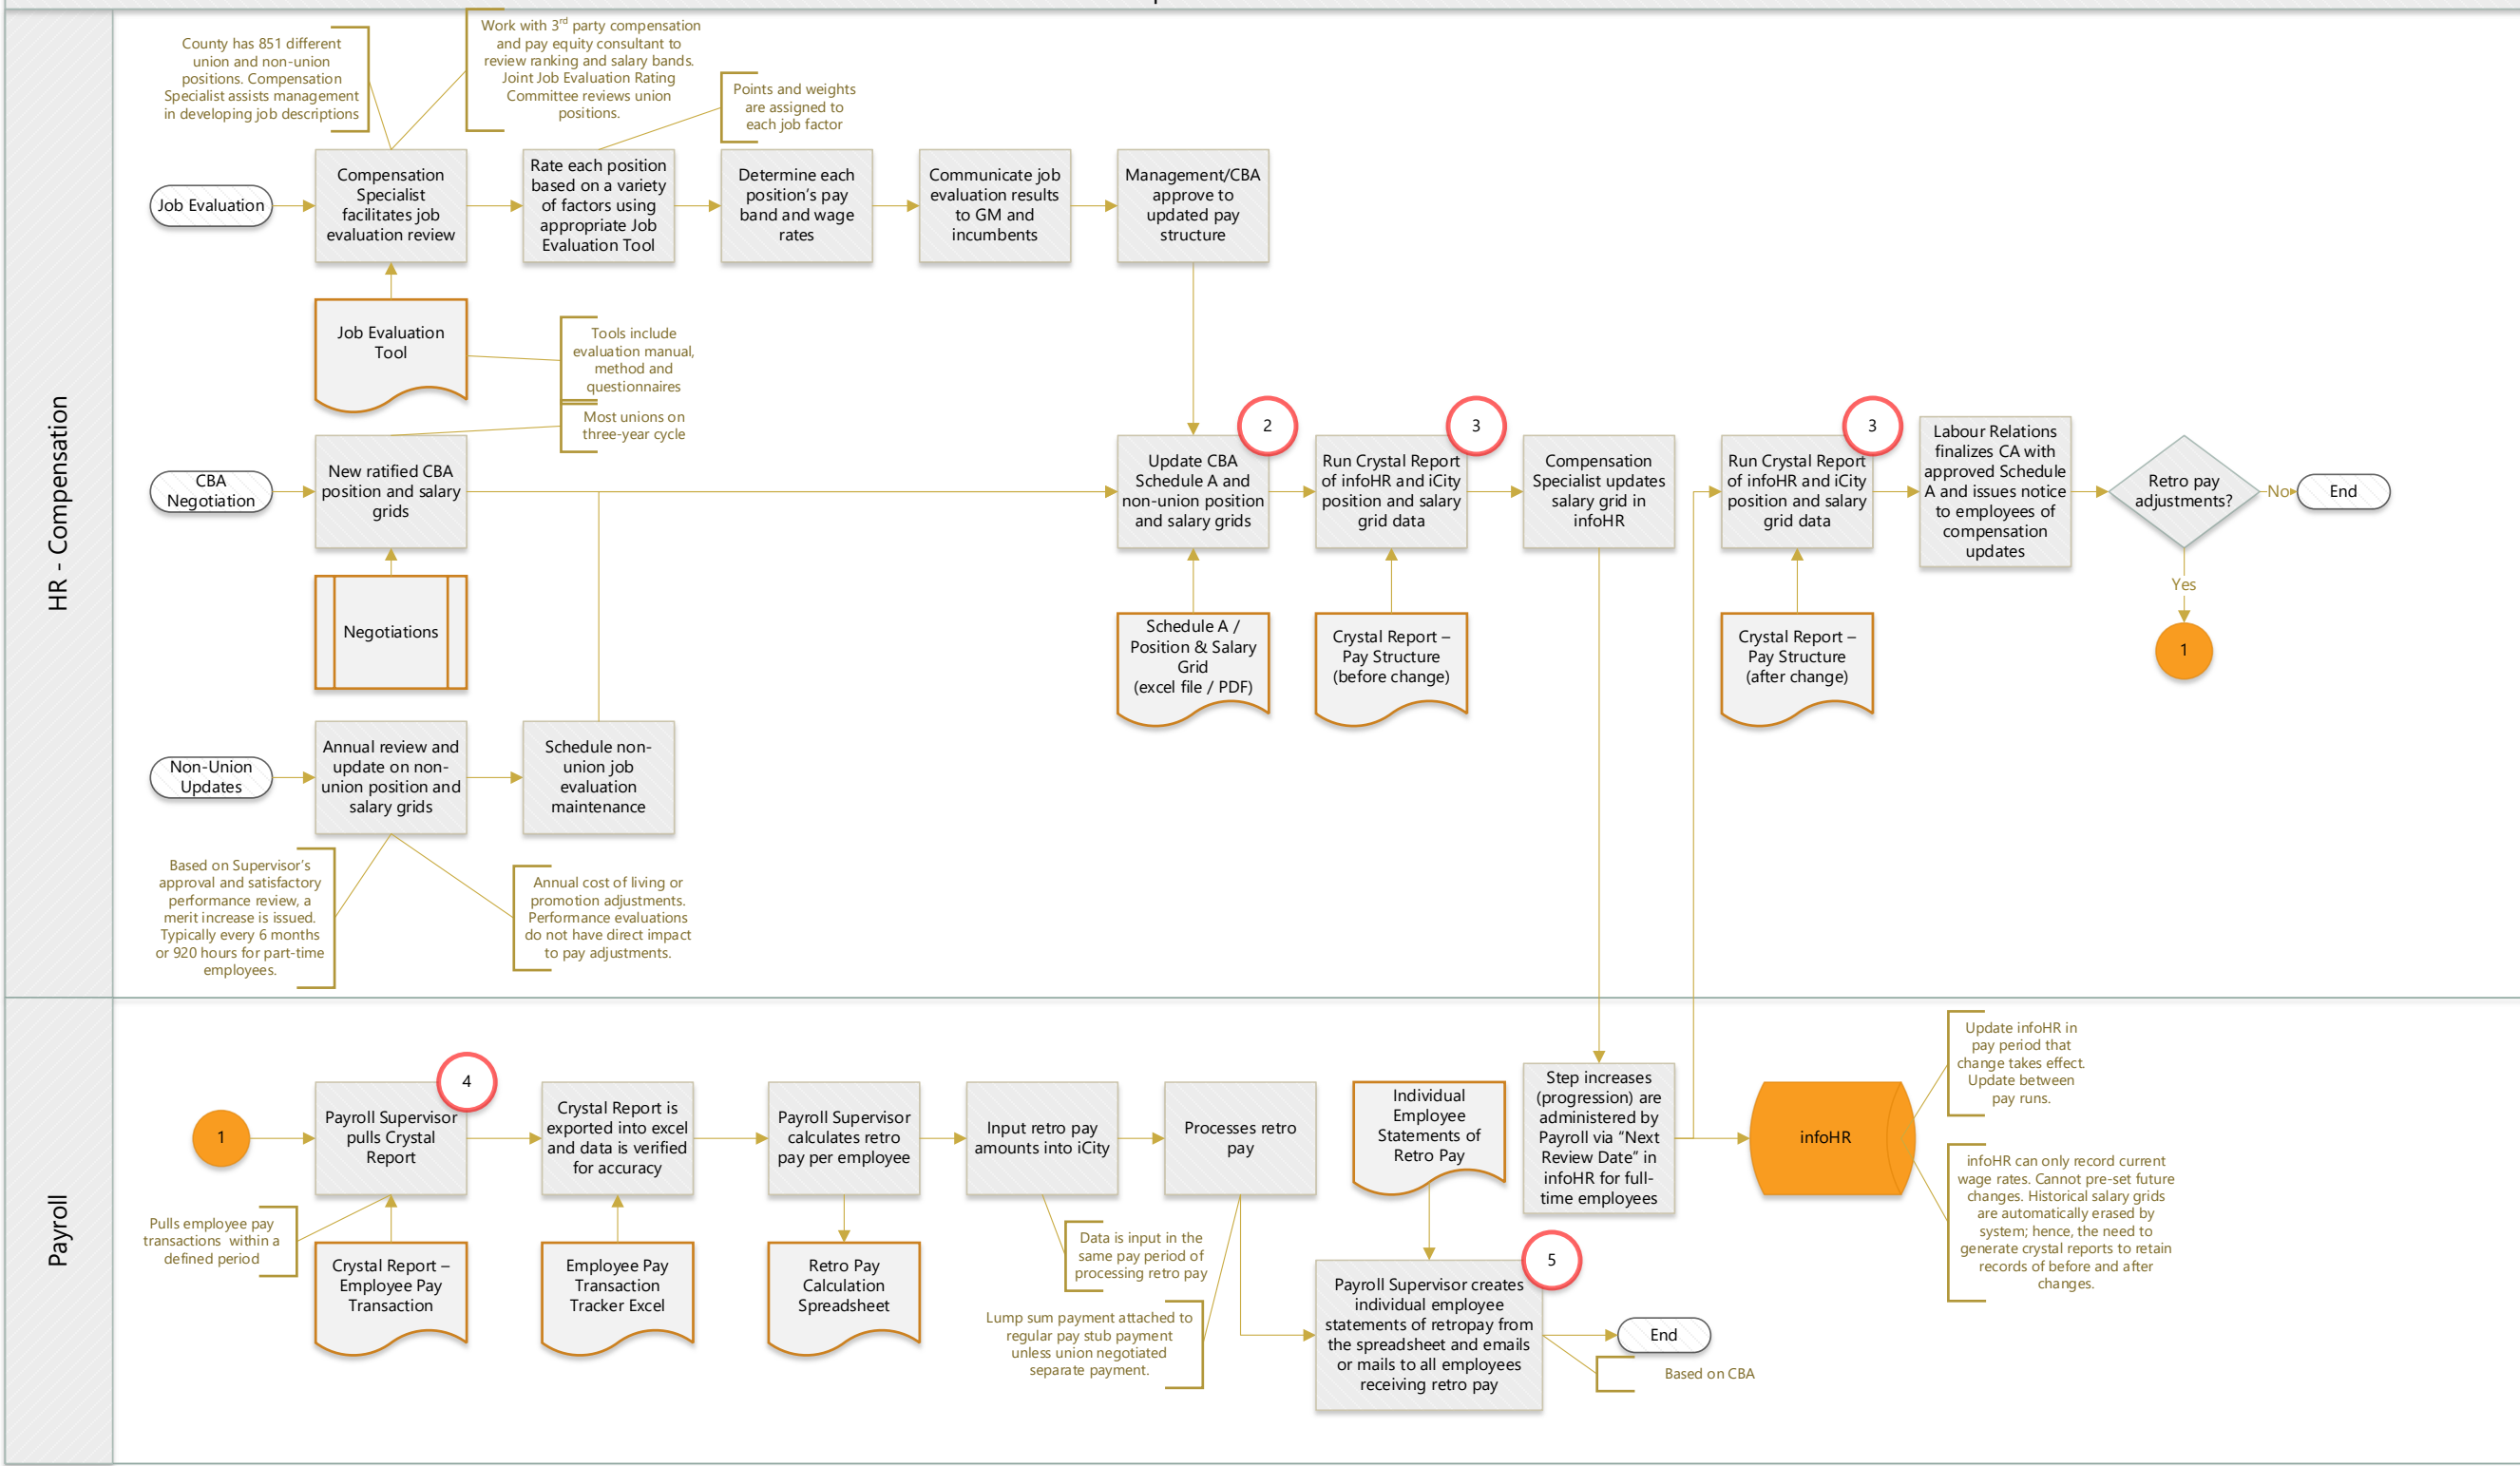 HR - Compensation
County has 851 different
union and non-union
positions. Compensation
Specialist assists management
in developing job descriptions
Work with 3rd party compensation
and pay equity consultant to
review ranking and salary bands.
Joint Job Evaluation Rating
Committee reviews union
positions.
Points and weights
are assigned to
each job factor
Job Evaluation
Compensation
Specialist
facilitates job
evaluation review
Rate each position
based on a variety
of factors using
appropriate Job
Evaluation Tool
Determine each
position's pay
band and wage
rates
Communicate job
evaluation results
to GM and
incumbents
Management/CBA
approve to
updated pay
structure
Job Evaluation
Tool
Tools include
evaluation manual,
method and
questionnaires
Most unions on
three-year cycle
CBA
Negotiation
New ratified CBA
position and salary
grids
2
Update CBA
Schedule A and
non-union position
and salary grids
3
Run Crystal Report
of infoHR and iCity
position and salary
grid data
Compensation
Specialist updates
salary grid in
infoHR
3
Run Crystal Report
of infoHR and iCity
position and salary
grid data
Labour Relations
finalizes CA with
approved Schedule
A and issues notice
to employees of
compensation
updates
Retro pay
adjustments?
No
End
Yes
1
Negotiations
Schedule A /
Position & Salary
Grid
(excel file / PDF)
Crystal Report –
Pay Structure
(before change)
Crystal Report –
Pay Structure
(after change)
Non-Union
Updates
Annual review and
update on non-
union position and
salary grids
Schedule non-
union job
evaluation
maintenance
Based on Supervisor's
approval and satisfactory
performance review, a
merit increase is issued.
Typically every 6 months
or 920 hours for part-time
employees.
Annual cost of living or
promotion adjustments.
Performance evaluations
do not have direct impact
to pay adjustments.
Payroll
1
4
Payroll Supervisor
pulls Crystal
Report
Crystal Report is
exported into excel
and data is verified
for accuracy
Payroll Supervisor
calculates retro
pay per employee
Input retro pay
amounts into iCity
Processes retro
pay
Individual
Employee
Statements of
Retro Pay
Step increases
(progression) are
administered by
Payroll via “Next
Review Date” in
infoHR for full-
time employees
infoHR
Update infoHR in
pay period that
change takes effect.
Update between
pay runs.
infoHR can only record current
wage rates. Cannot pre-set future
changes. Historical salary grids
are automatically erased by
system; hence, the need to
generate crystal reports to retain
records of before and after
changes.
Pulls employee pay
transactions within a
defined period
Crystal Report –
Employee Pay
Transaction
Employee Pay
Transaction
Tracker Excel
Retro Pay
Calculation
Spreadsheet
Data is input in the
same pay period of
processing retro pay
Lump sum payment attached to
regular pay stub payment
unless union negotiated
separate payment.
5
Payroll Supervisor creates
individual employee
statements of retropay from
the spreadsheet and emails
or mails to all employees
receiving retro pay
End
Based on CBA